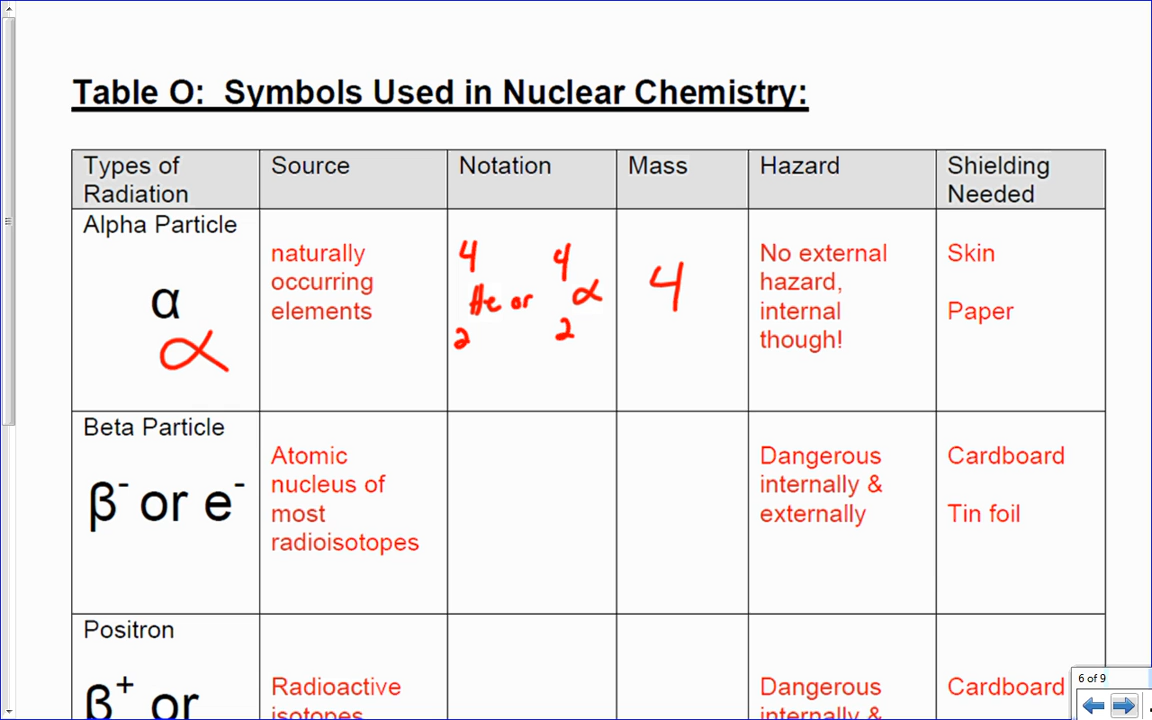 Table O: Symbols Used in Nuclear Chemistry:
Types of
Radiation
Source
Notation
Mass
Hazard
Shielding
Needed
Alpha Particle
α
α
naturally
occurring
elements
4 4
He or α
2 2
4
No external
hazard,
internal
though!
Skin
Paper
Beta Particle
β⁻ or e⁻
Atomic
nucleus of
most
radioisotopes
Dangerous
internally &
externally
Cardboard
Tin foil
Positron
β⁺ or
Radioactive
isotopes
Dangerous
internally &
Cardboard
6 of 9